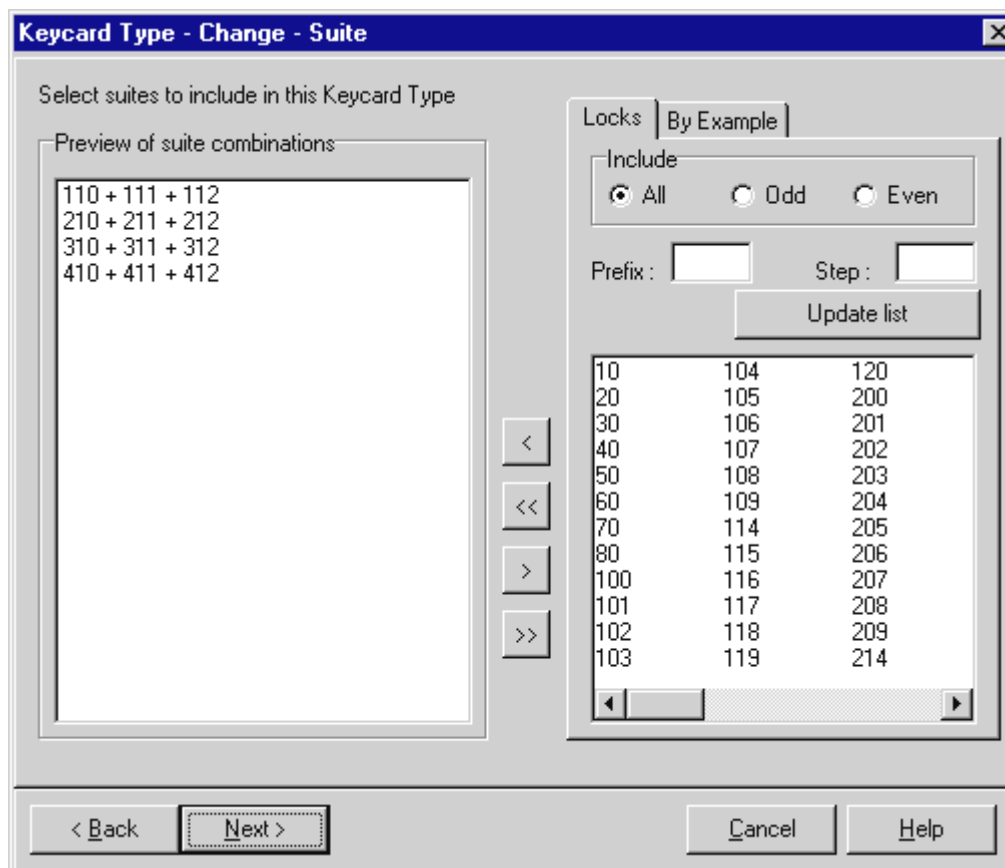 Keycard Type - Change - Suite
Select suites to include in this Keycard Type
Preview of suite combinations
110 + 111 + 112
210 + 211 + 212
310 + 311 + 312
410 + 411 + 412
<
<<
>
>>
Locks By Example
Include
All Odd Even
Prefix : Step :
Update list
10 104 120
20 105 200
30 106 201
40 107 202
50 108 203
60 109 204
70 114 205
80 115 206
100 116 207
101 117 208
102 118 209
103 119 214
< Back Next > Cancel Help